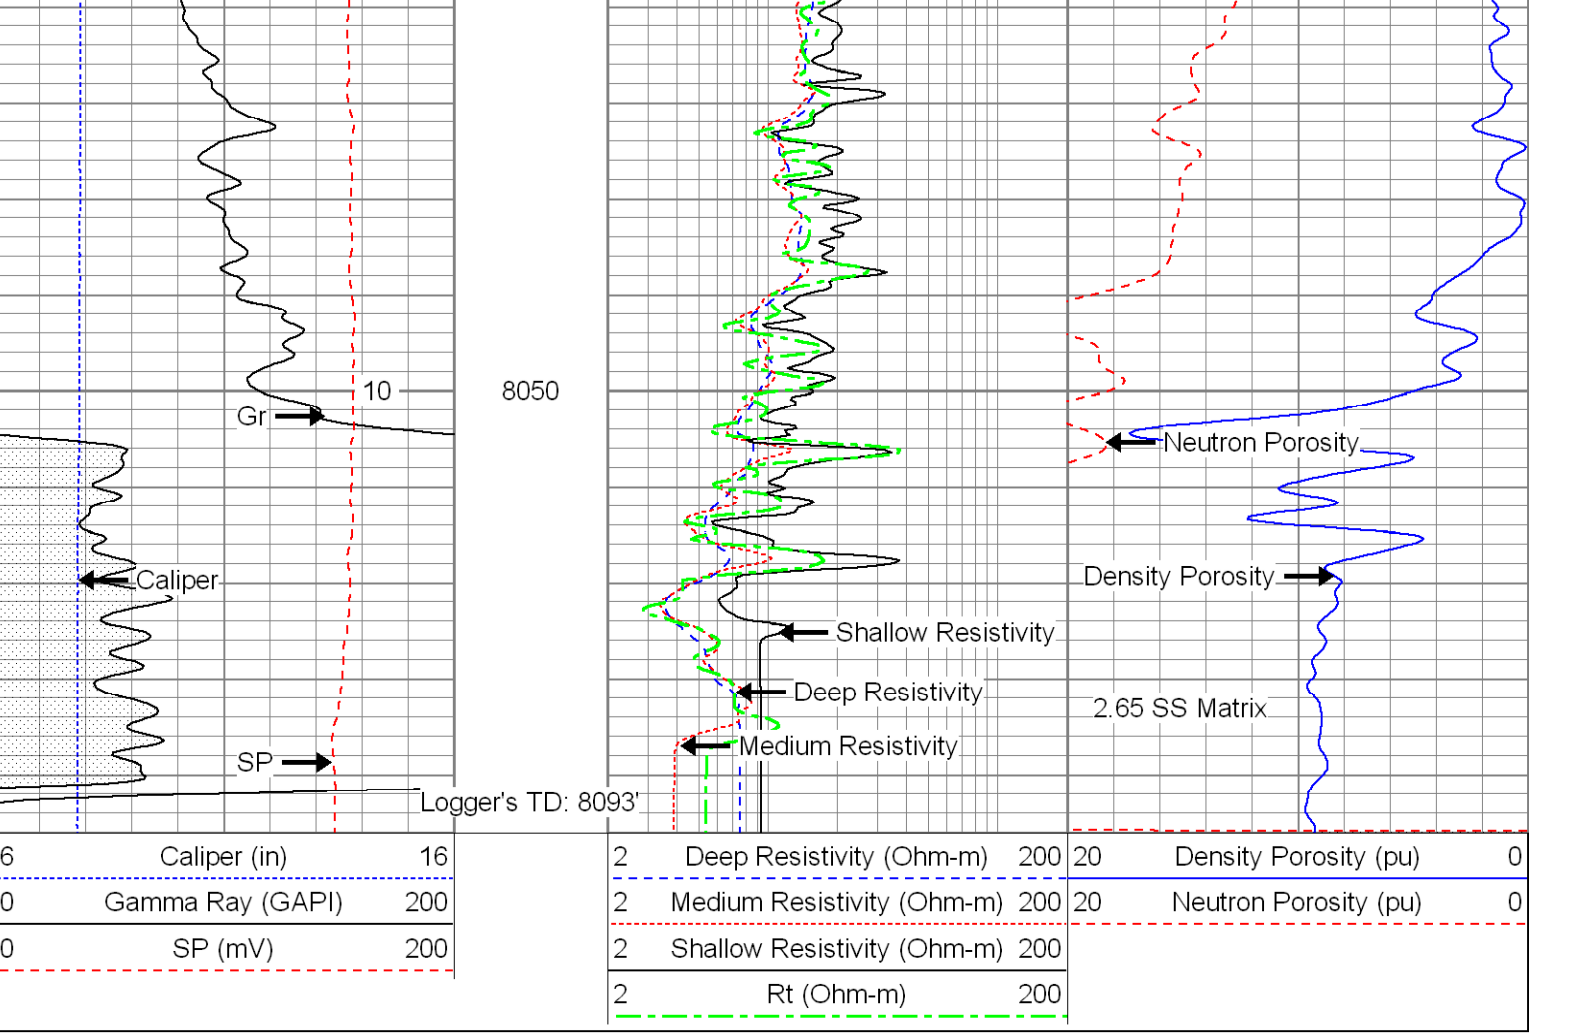 10
8050
Gr
Neutron Porosity
Caliper
Density Porosity
Shallow Resistivity
Deep Resistivity
2.65 SS Matrix
Medium Resistivity
SP
Logger's TD: 8093'
6 Caliper (in) 16
0 Gamma Ray (GAPI) 200
0 SP (mV) 200
2 Deep Resistivity (Ohm-m) 200
2 Medium Resistivity (Ohm-m) 200
2 Shallow Resistivity (Ohm-m) 200
2 Rt (Ohm-m) 200
20 Density Porosity (pu) 0
20 Neutron Porosity (pu) 0